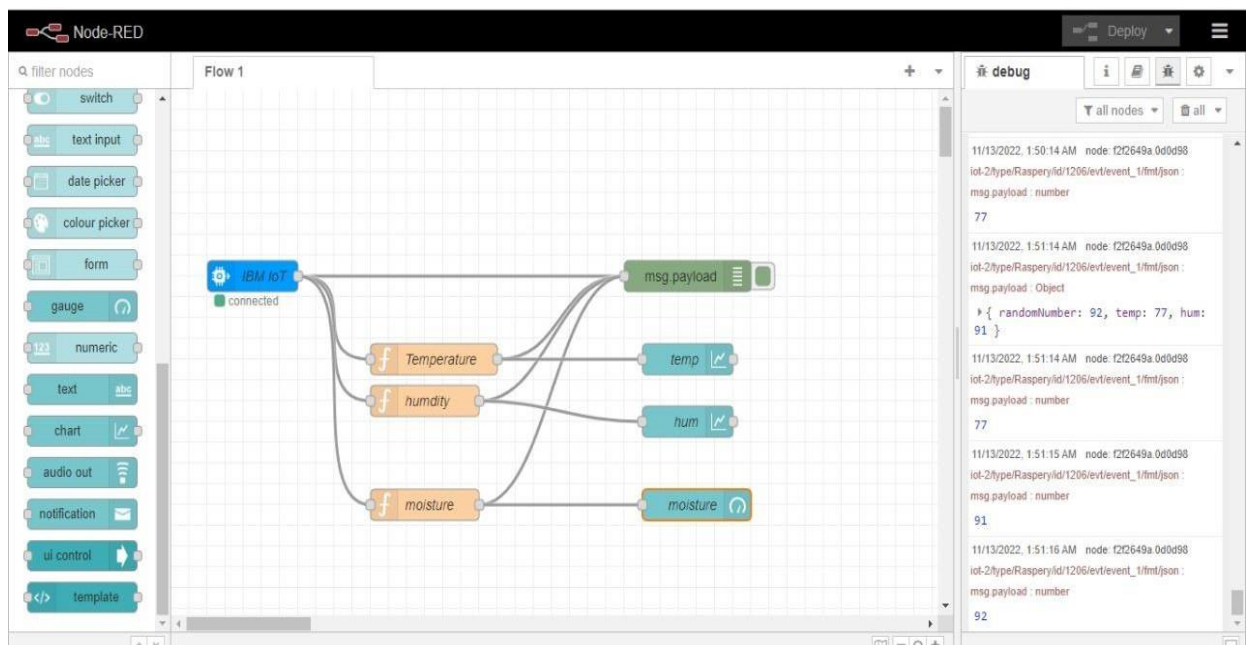 Node-RED
Deploy
filter nodes
Flow 1
debug
i
all nodes
all
switch
abc text input
date picker
colour picker
form
gauge
123 numeric
text abc
chart
audio out
notification
ui control
</> template
IBM IoT
connected
f Temperature
f humdity
f moisture
msg.payload
temp
hum
moisture
11/13/2022, 1:50:14 AM node: f2f2649a.0d0d98
iot-2/type/Raspery/id/1206/evt/event_1/fmt/json :
msg.payload : number
77
11/13/2022, 1:51:14 AM node: f2f2649a.0d0d98
iot-2/type/Raspery/id/1206/evt/event_1/fmt/json :
msg.payload : Object
{ randomNumber: 92, temp: 77, hum:
91 }
11/13/2022, 1:51:14 AM node: f2f2649a.0d0d98
iot-2/type/Raspery/id/1206/evt/event_1/fmt/json :
msg.payload : number
77
11/13/2022, 1:51:15 AM node: f2f2649a.0d0d98
iot-2/type/Raspery/id/1206/evt/event_1/fmt/json :
msg.payload : number
91
11/13/2022, 1:51:16 AM node: f2f2649a.0d0d98
iot-2/type/Raspery/id/1206/evt/event_1/fmt/json :
msg.payload : number
92